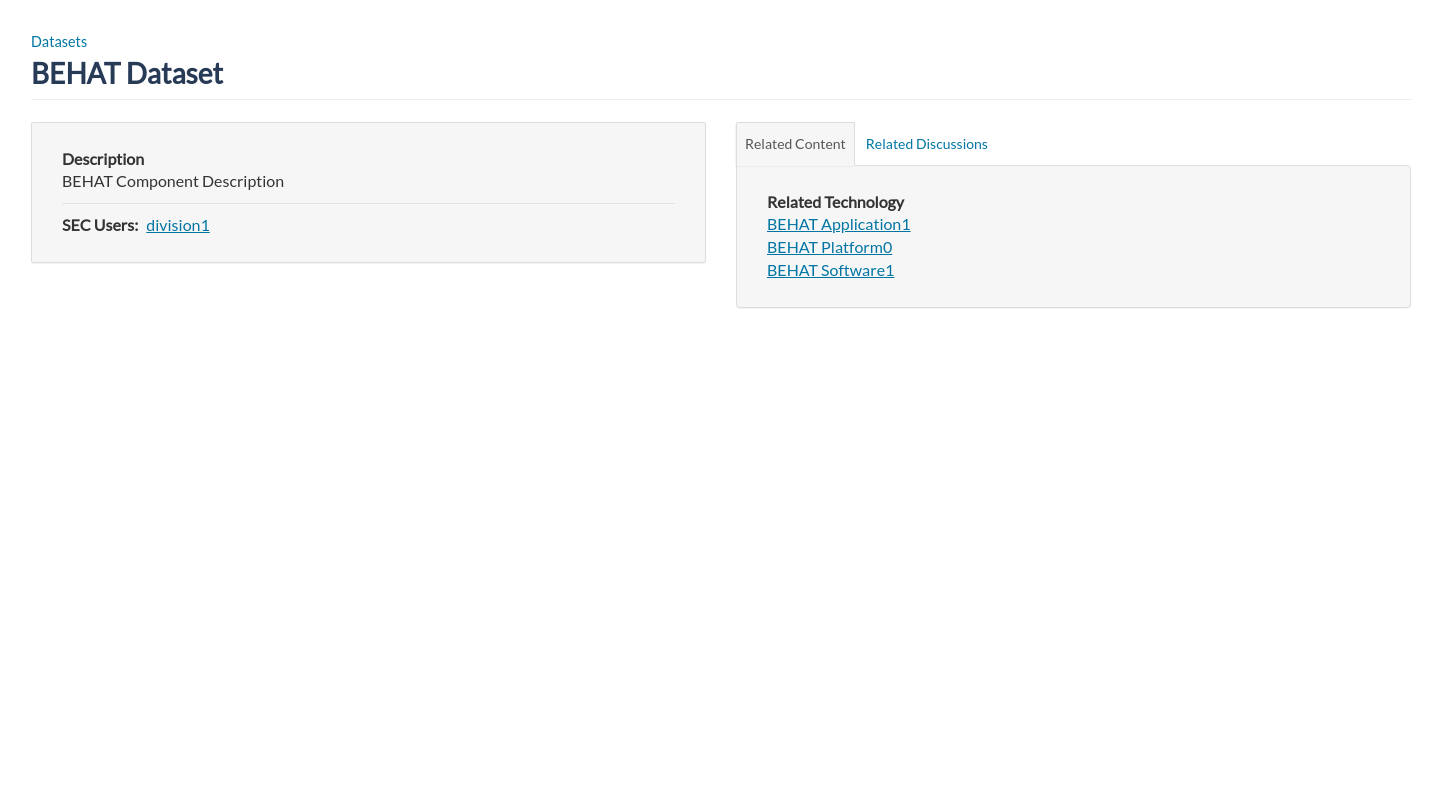 Datasets
BEHAT Dataset
Description
BEHAT Component Description
SEC Users: division1
Related Content Related Discussions
Related Technology
BEHAT Application1
BEHAT Platform0
BEHAT Software1